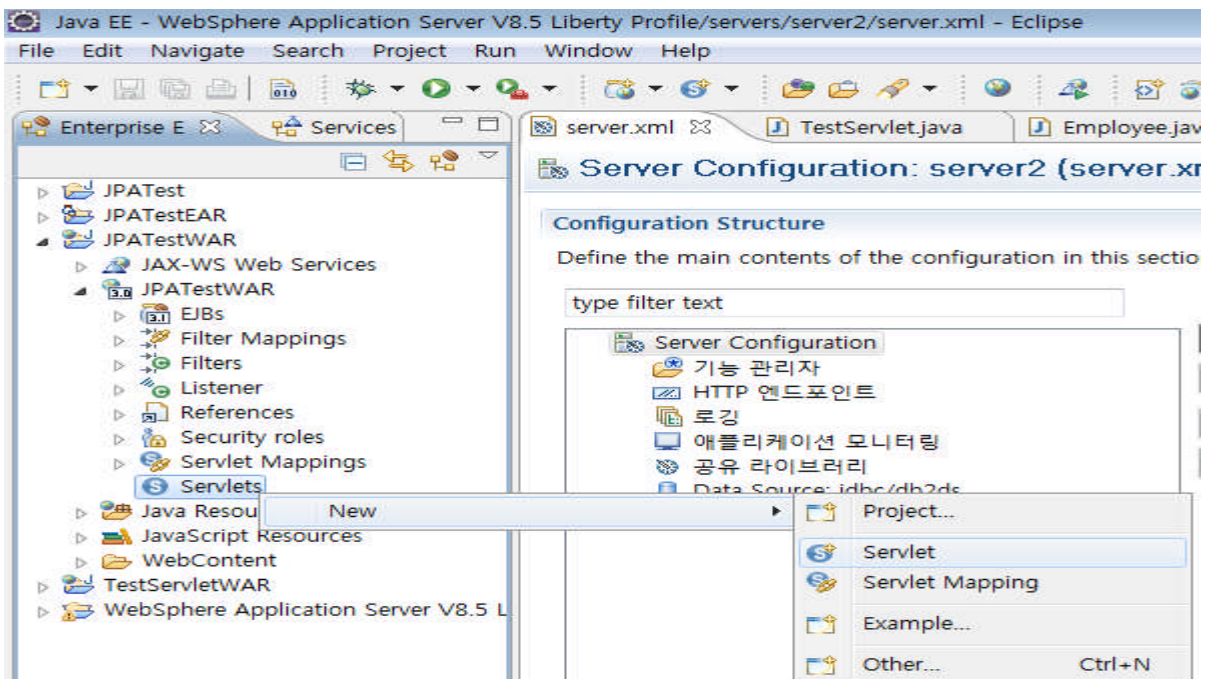 Java EE - WebSphere Application Server V8.5 Liberty Profile/servers/server2/server.xml - Eclipse
File Edit Navigate Search Project Run Window Help
Enterprise E Services
server.xml TestServlet.java Employee.jav
Server Configuration: server2 (server.xr
Configuration Structure
Define the main contents of the configuration in this sectio
type filter text
JPATest
JPATestEAR
JPATestWAR
JAX-WS Web Services
JPATestWAR
EJBs
Filter Mappings
Filters
Listener
References
Security roles
Servlet Mappings
Servlets
Java Resou
JavaScript Resources
WebContent
TestServletWAR
WebSphere Application Server V8.5 L
Server Configuration
기능 관리자
HTTP 엔드포인트
로깅
애플리케이션 모니터링
공유 라이브러리
Data Source: jdbc/db2ds
New
Project...
Servlet
Servlet Mapping
Example...
Other... Ctrl+N